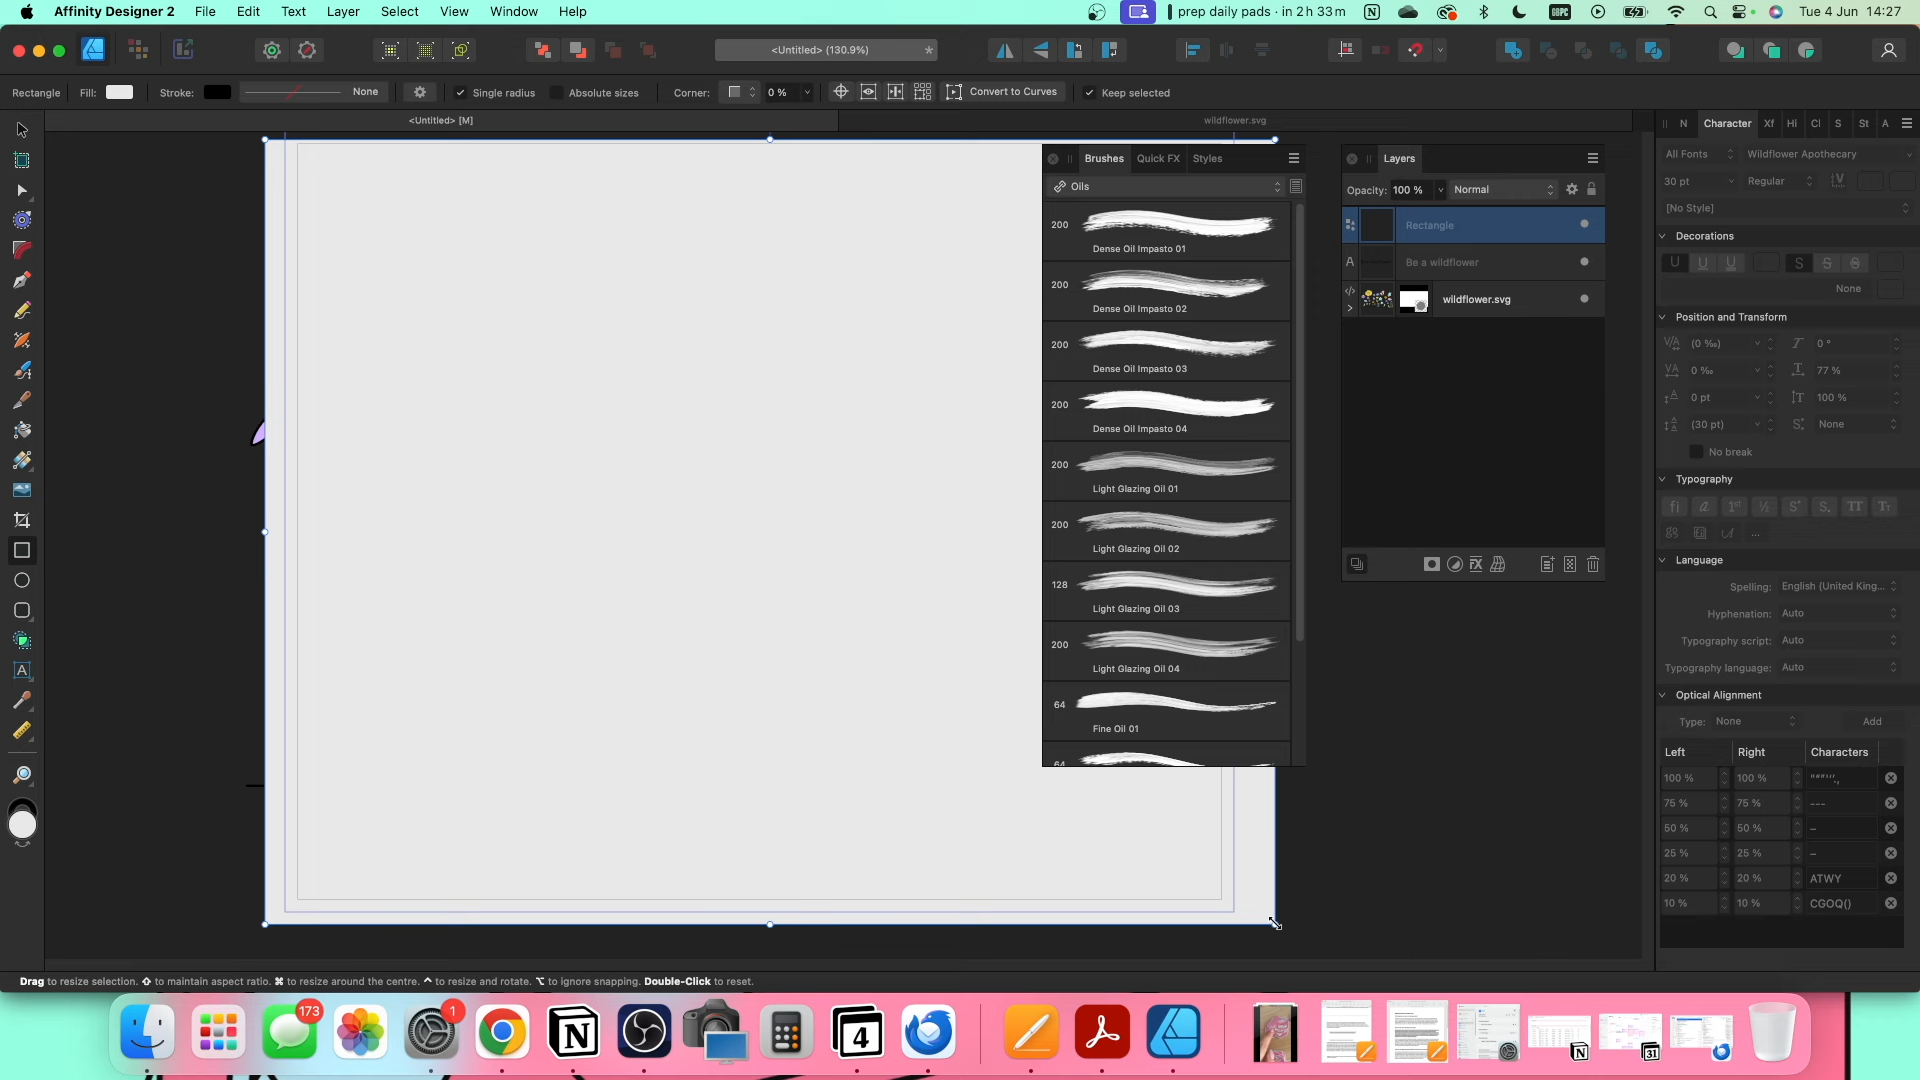 Affinity Designer 2 File Edit Text Layer Select View Window Help prep daily pads · in 2 h 33 m GBPC Tue 4 Jun 14:27
<Untitled> (130.9%) *
Rectangle Fill: Stroke: None Single radius Absolute sizes Corner: 0 % Convert to Curves Keep selected
<Untitled> [M] wildflower.svg
N Character Xf Hi Cl S St A
Brushes Quick FX Styles
Oils
200
Dense Oil Impasto 01
200
Dense Oil Impasto 02
200
Dense Oil Impasto 03
200
Dense Oil Impasto 04
200
Light Glazing Oil 01
200
Light Glazing Oil 02
128
Light Glazing Oil 03
200
Light Glazing Oil 04
64
Fine Oil 01
64
Layers
Opacity: 100 % Normal
Rectangle
A Be a wildflower
wildflower.svg
All Fonts Wildflower Apothecary
30 pt Regular
[No Style]
Decorations
None
Position and Transform
(0 ‰) 0 °
0 ‰ 77 %
0 pt 100 %
(30 pt) None
No break
Typography
Language
Spelling: English (United King...
Hyphenation: Auto
Typography script: Auto
Typography language: Auto
Optical Alignment
Type: None Add
Left Right Characters
100 % 100 %
75 % 75 % ---
50 % 50 % –
25 % 25 % –
20 % 20 % ATWY
10 % 10 % CGOQ()
Drag to resize selection. ⇧ to maintain aspect ratio. ⌘ to resize around the centre. ^ to resize and rotate. ⌥ to ignore snapping. Double-Click to reset.
173 1
4
31